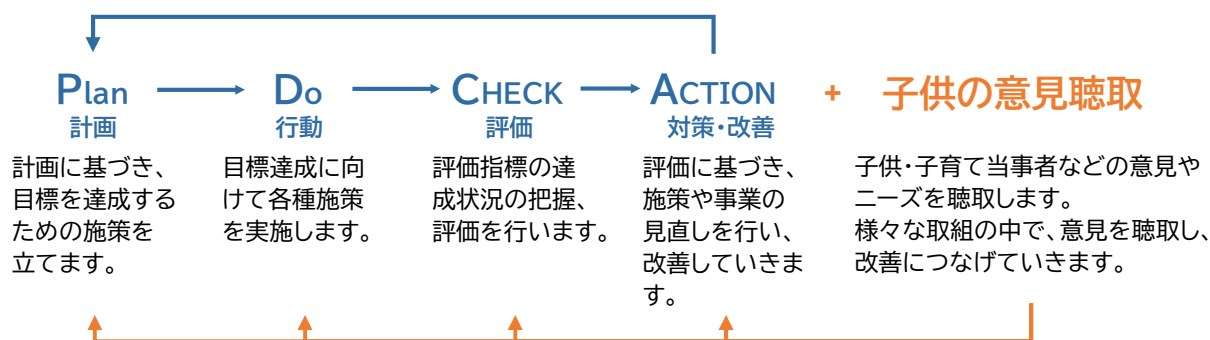 Plan
計画
計画に基づき、
目標を達成する
ための施策を
立てます。
Do
行動
目標達成に向
けて各種施策
を実施します。
CHECK
評価
評価指標の達
成状況の把握、
評価を行います。
ACTION
対策・改善
評価に基づき、
施策や事業の
見直しを行い、
改善していきま
す。
+
子供の意見聴取
子供・子育て当事者などの意見や
ニーズを聴取します。
様々な取組の中で、意見を聴取し、
改善につなげていきます。